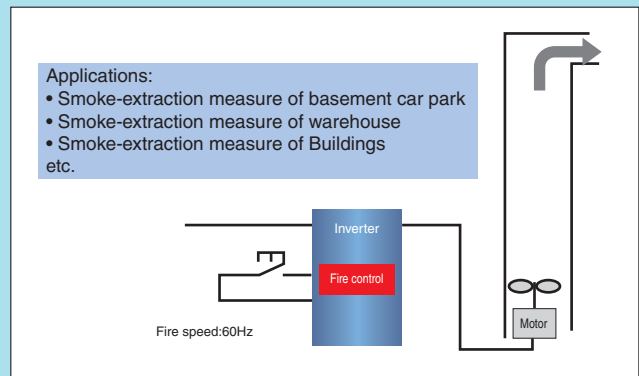 Applications:
• Smoke-extraction measure of basement car park
• Smoke-extraction measure of warehouse
• Smoke-extraction measure of Buildings
etc.
Inverter
Fire control
Fire speed:60Hz
Motor